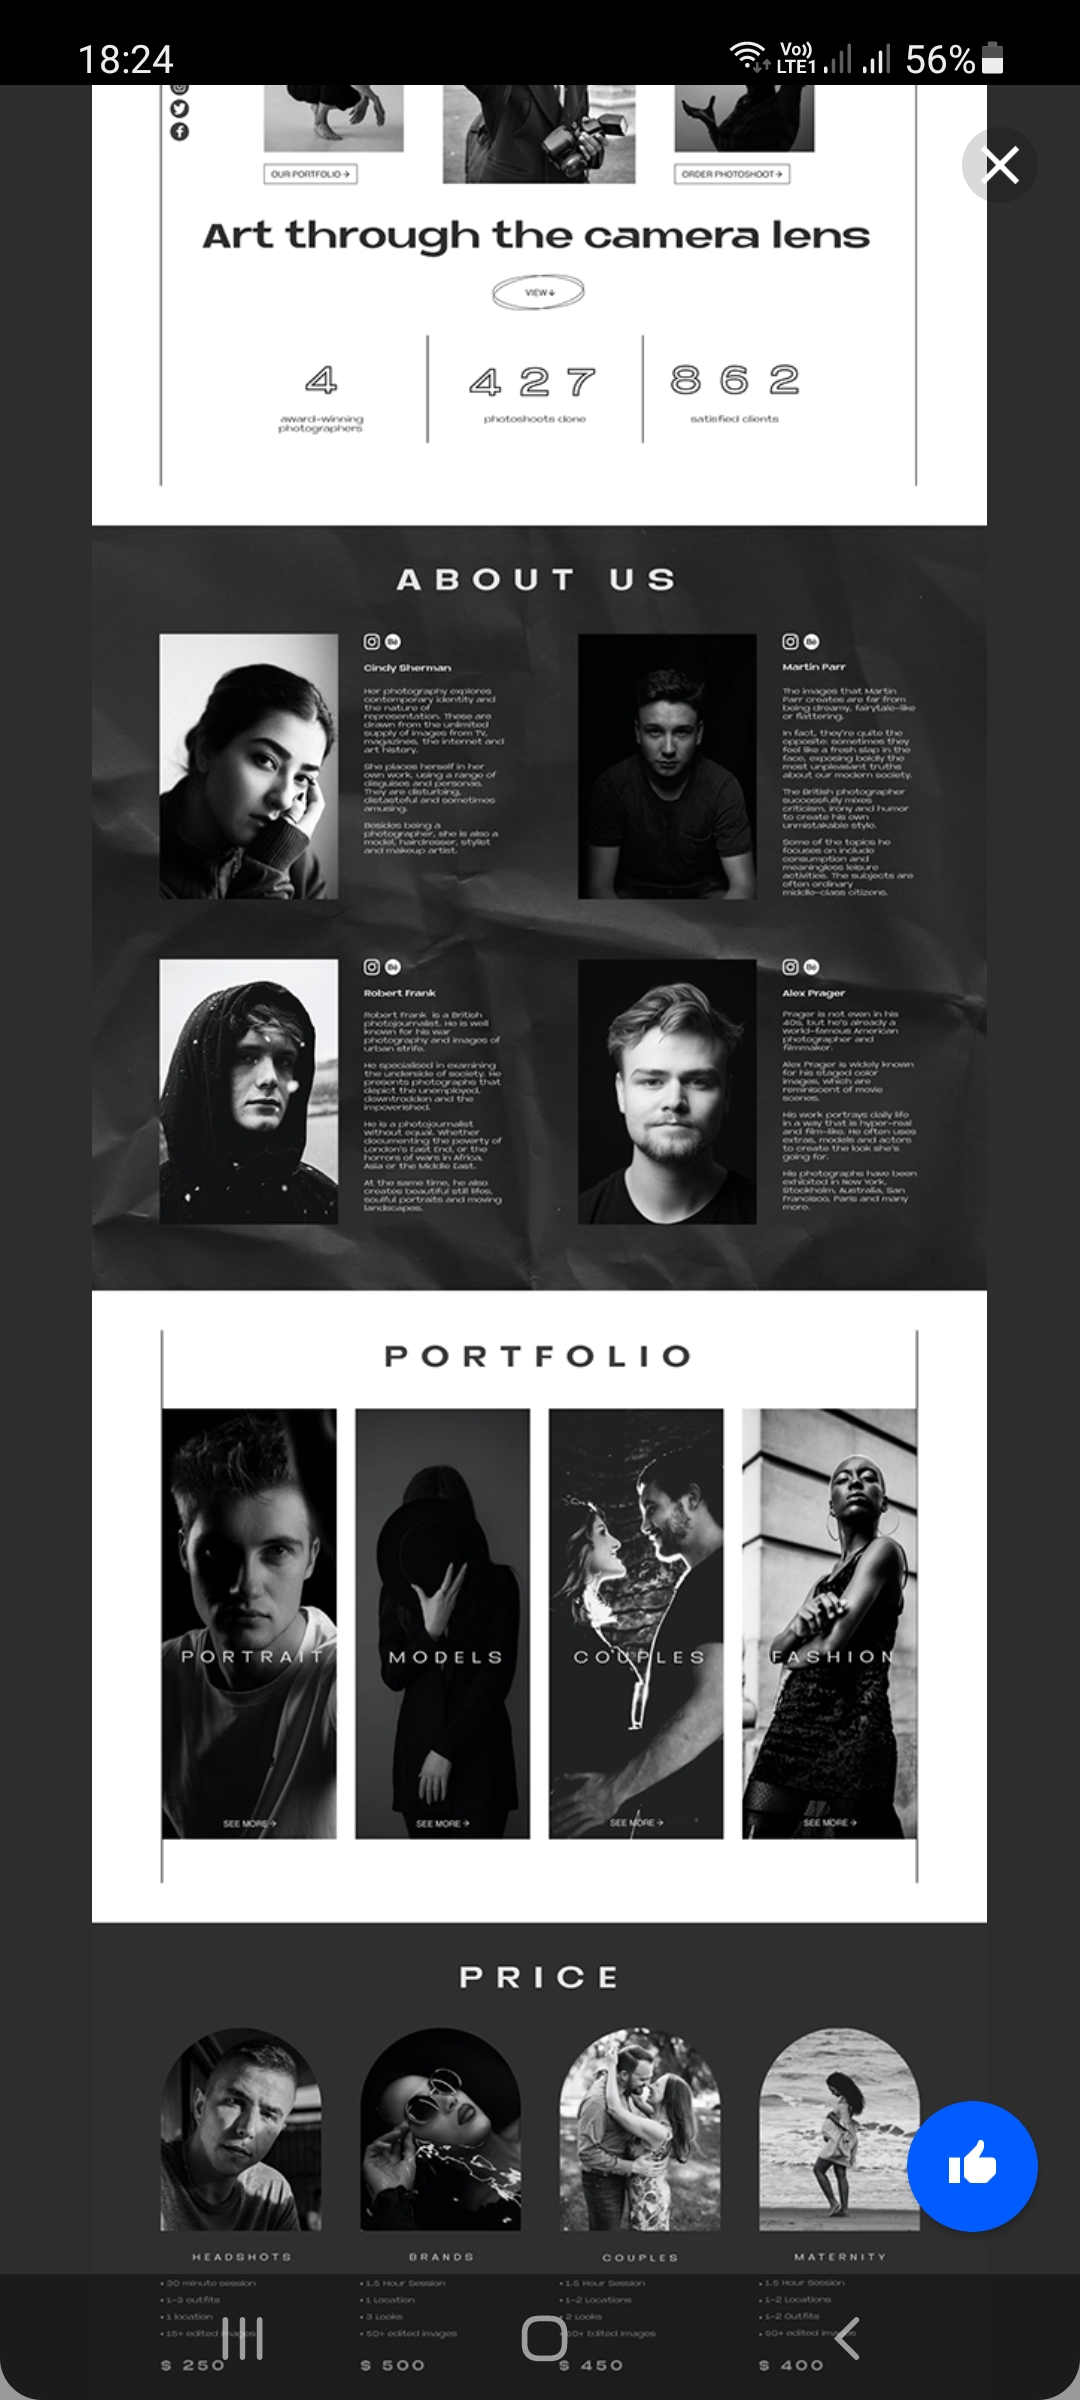 18:24
Vo)) LTE1 56%
OUR PORTFOLIO →
ORDER PHOTOSHOOT →
Art through the camera lens
VIEW ↓
4
award-winning
photographers
427
photoshoots done
862
satisfied clients
ABOUT US
Cindy Sherman
Her photography explores
contemporary identity and
the nature of
representation. These are
drawn from the unlimited
supply of images from TV,
magazines, the internet and
art history.
She places herself in her
own work, using a range of
disguises and personas.
They are disturbing,
distasteful and sometimes
amusing.
Besides being a
photographer, she is also a
model, hairdresser, stylist
and makeup artist.
Martin Parr
The images that Martin
Parr creates are far from
being dreamy, fairytale-like
or flattering.
In fact, they're quite the
opposite: sometimes they
feel like a fresh slap in the
face, exposing boldly the
most unpleasant truths
about our modern society.
The British photographer
successfully mixes
criticism, irony and humor
to create his own
unmistakable style.
Some of the topics he
focuses on include
consumption and
meaningless leisure
activities. The subjects are
often ordinary
middle-class citizens.
Robert Frank
Robert Frank is a British
photojournalist. He is well
known for his war
photography and images of
urban strife.
He specialised in examining
the underside of society. He
presents photographs that
depict the unemployed,
downtrodden and the
impoverished.
He is a photojournalist
without equal. Whether
documenting the poverty of
London's East End, or the
horrors of wars in Africa,
Asia or the Middle East.
At the same time, he also
creates beautiful still lifes,
soulful portraits and moving
landscapes.
Alex Prager
Prager is not even in his
40s, but he's already a
world-famous American
photographer and
filmmaker.
Alex Prager is widely known
for his staged color
images, which are
reminiscent of movie
scenes.
His work portrays daily life
in a way that is hyper-real
and film-like. He often uses
extras, models and actors
to create the look she's
going for.
His photographs have been
exhibited in New York,
Stockholm, Australia, San
Francisco, Paris and many
more.
PORTFOLIO
PORTRAIT
SEE MORE →
MODELS
SEE MORE →
COUPLES
SEE MORE →
FASHION
SEE MORE →
PRICE
HEADSHOTS
• 30 minute session
• 1-3 outfits
• 1 location
• 15+ edited images
$ 250
BRANDS
• 1.5 Hour Session
• 1 Location
• 3 Looks
• 50+ edited images
$ 500
COUPLES
• 1.5 Hour Session
• 1-2 Locations
• 2 Looks
50+ Edited Images
$ 450
MATERNITY
• 1.5 Hour Session
• 1-2 Locations
• 1-2 Outfits
• 50+ edited images
$ 400